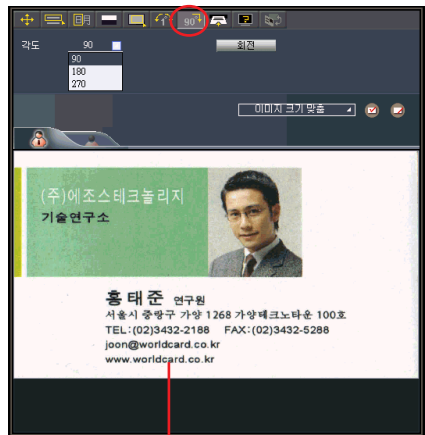 90
각도 90 회전
90
180
270
이미지 크기 맞춤
(주)에조스테크놀리지
기술연구소
홍 태 준 연구원
서울시 중랑구 가양 1268 가양테크노타운 100호
TEL:(02)3432-2188 FAX:(02)3432-5288
joon@worldcard.co.kr
www.worldcard.co.kr